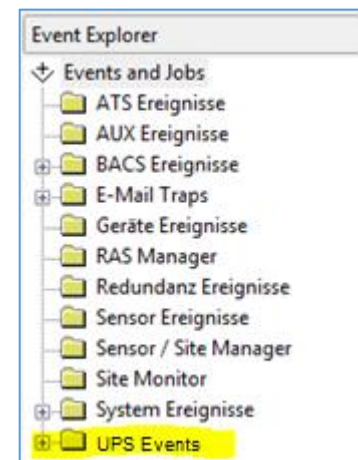 Event Explorer
Events and Jobs
ATS Ereignisse
AUX Ereignisse
BACS Ereignisse
E-Mail Traps
Geräte Ereignisse
RAS Manager
Redundanz Ereignisse
Sensor Ereignisse
Sensor / Site Manager
Site Monitor
System Ereignisse
UPS Events